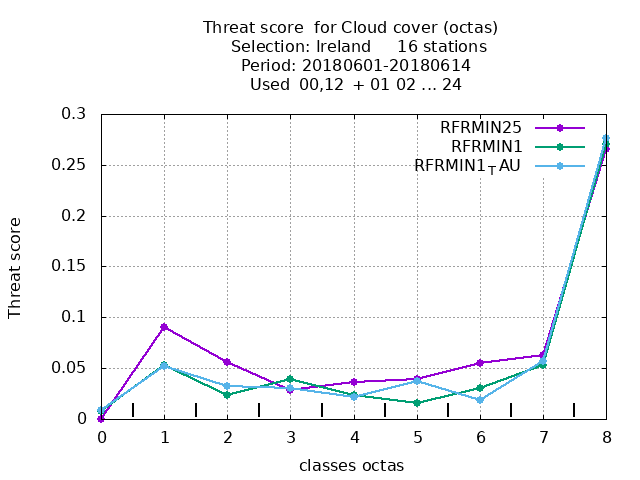 Threat score  for Cloud cover (octas)
Selection: Ireland     16 stations
Period: 20180601-20180614
Used  00,12  + 01 02 ... 24
RFRMIN25
RFRMIN1
RFRMIN1TAU
0.3
0.25
0.2
0.15
0.1
0.05
0
Threat score
0 1 2 3 4 5 6 7 8
classes octas